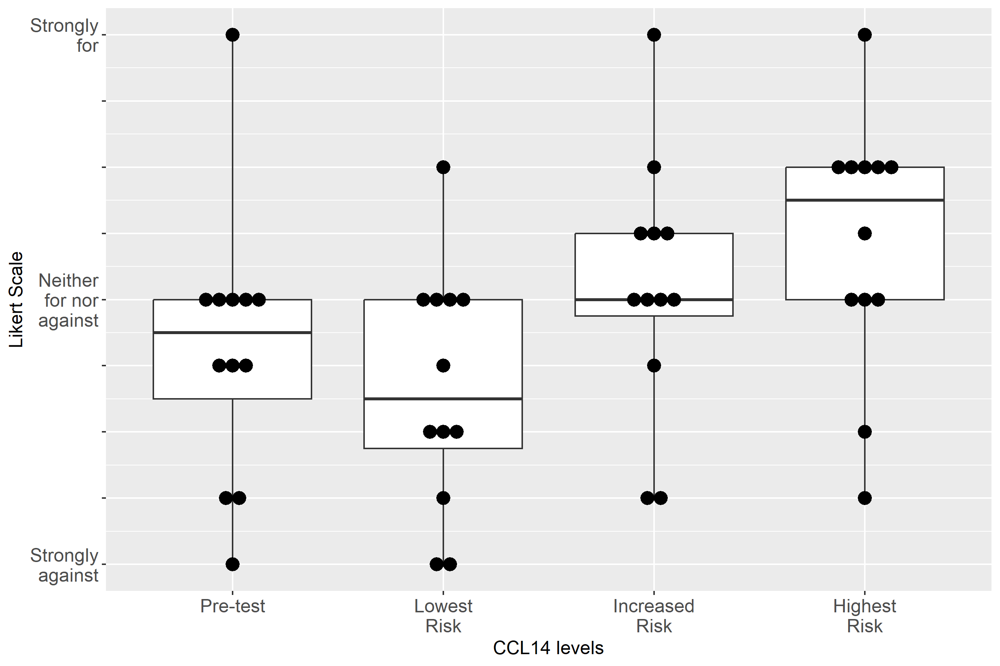 Strongly
for
Neither
for nor
against
Strongly
against
Likert Scale
Pre-test
Lowest
Risk
Increased
Risk
Highest
Risk
CCL14 levels